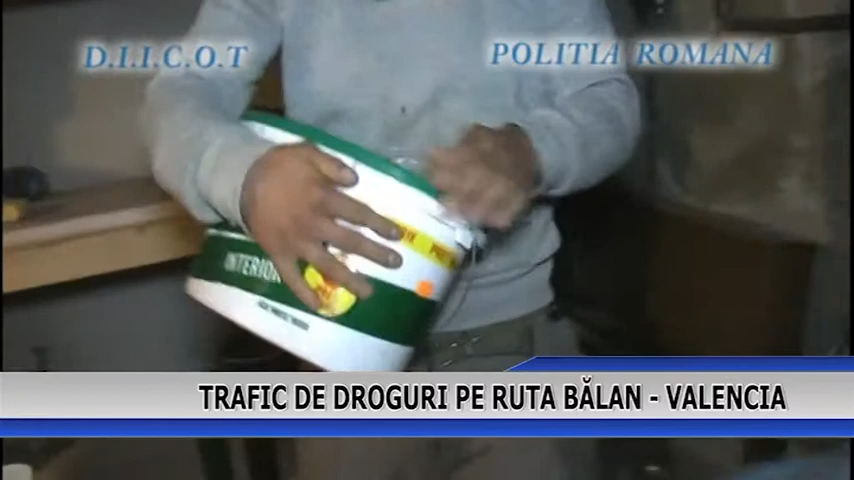 D.I.I.C.O.T
POLITIA ROMANA
INTERIOR
TRAFIC DE DROGURI PE RUTA BĂLAN - VALENCIA